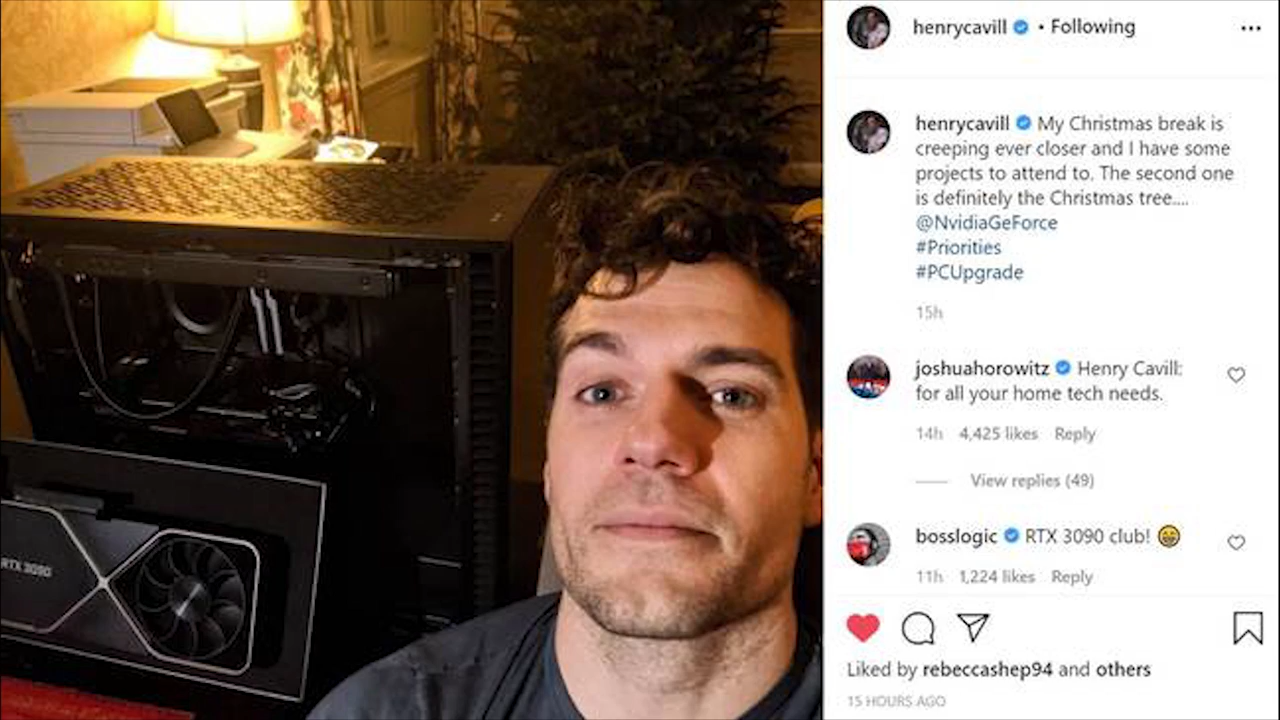 henrycavill • Following
henrycavill My Christmas break is
creeping ever closer and I have some
projects to attend to. The second one
is definitely the Christmas tree....
@NvidiaGeForce
#Priorities
#PCUpgrade
15h
joshuahorowitz Henry Cavill:
for all your home tech needs.
14h 4,425 likes Reply
View replies (49)
bosslogic RTX 3090 club! 😁
11h 1,224 likes Reply
Liked by rebeccashep94 and others
15 HOURS AGO
RTX 3090